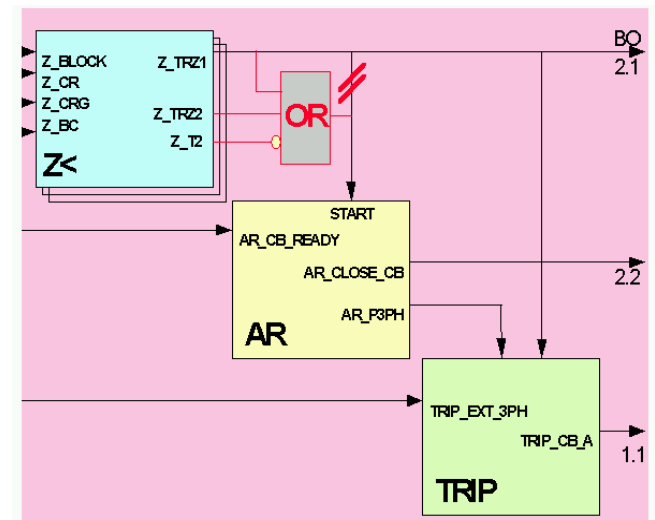 BO
Z_BLOCK
Z_TRZ1
2.1
Z_CR
Z_CRG
Z_TRZ2
OR
Z_BC
Z_T2
Z<
START
AR_CB_READY
AR_CLOSE_CB
2.2
AR_P3PH
AR
TRIP_EXT_3PH
TRIP_CB_A
1.1
TRIP